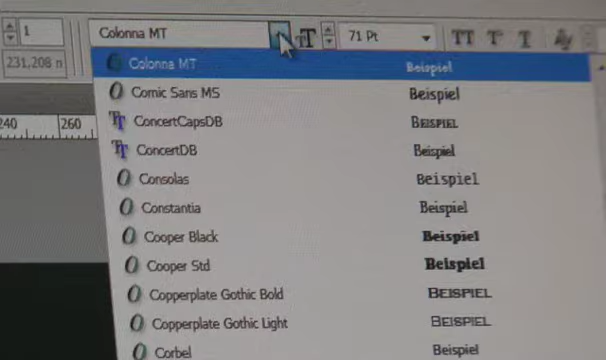 1 Colonna MT 71 Pt TT T T
231,208 n
240 260
Colonna MT Beispiel
Comic Sans MS Beispiel
ConcertCapsDB BEISPIEL
ConcertDB Beispiel
Consolas Beispiel
Constantia Beispiel
Cooper Black Beispiel
Cooper Std Beispiel
Copperplate Gothic Bold BEISPIEL
Copperplate Gothic Light BEISPIEL
Corbel Beispiel